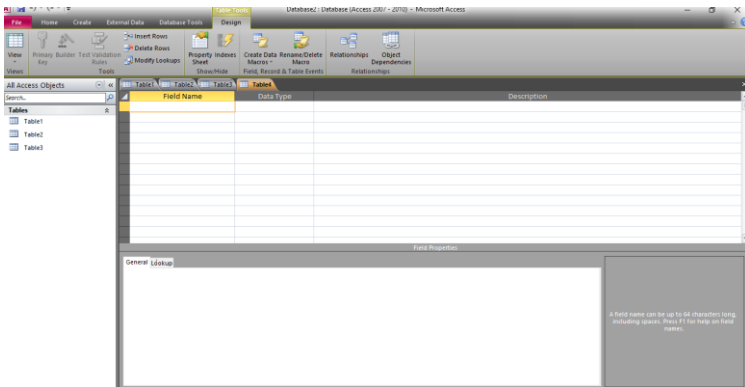 Table Tools
Database2 : Database (Access 2007 - 2010) - Microsoft Access
File Home Create External Data Database Tools Design
View
Primary Key
Builder
Test Validation Rules
Insert Rows
Delete Rows
Modify Lookups
Property Sheet
Indexes
Create Data Macros
Rename/Delete Macro
Relationships
Object Dependencies
Views
Tools
Show/Hide
Field, Record & Table Events
Relationships
All Access Objects
Search...
Tables
Table1
Table2
Table3
Table1 Table2 Table3 Table4
Field Name Data Type Description
Field Properties
General Lookup
A field name can be up to 64 characters long,
including spaces. Press F1 for help on field
names.